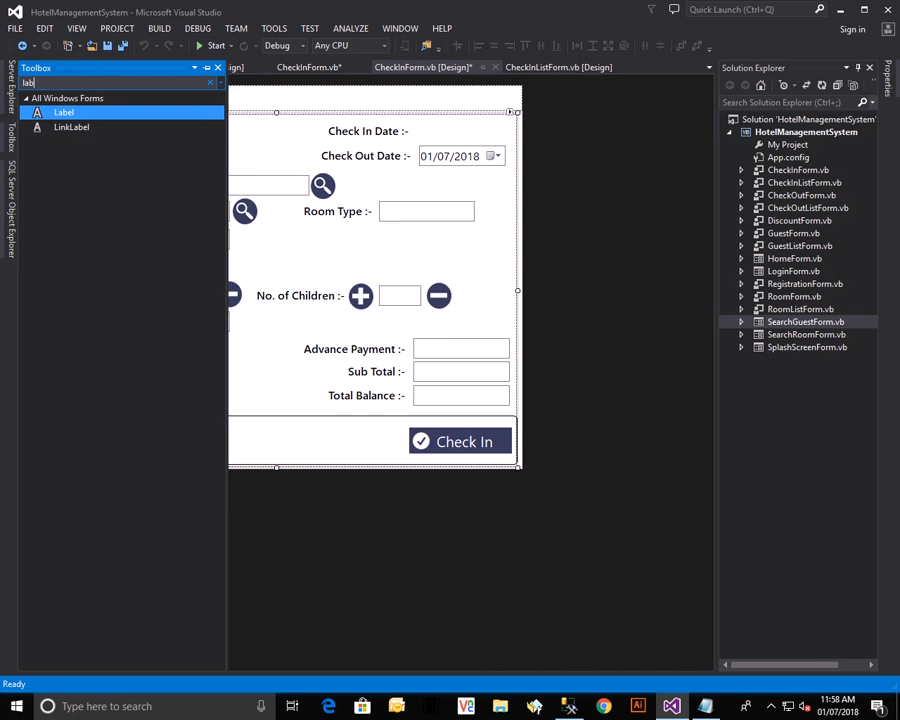 HotelManagementSystem - Microsoft Visual Studio
Quick Launch (Ctrl+Q)
FILE EDIT VIEW PROJECT BUILD DEBUG TEAM TOOLS TEST ANALYZE WINDOW HELP
Sign in
Start Debug Any CPU
Toolbox
ign] CheckInForm.vb* CheckInForm.vb [Design]* CheckInListForm.vb [Design]
Solution Explorer
Server Explorer
Toolbox
SQL Server Object Explorer
Properties
lab
All Windows Forms
Label
LinkLabel
Check In Date :-
Check Out Date :- 01/07/2018
Room Type :-
No. of Children :-
Advance Payment :-
Sub Total :-
Total Balance :-
Check In
Search Solution Explorer (Ctrl+;)
Solution 'HotelManagementSystem'
HotelManagementSystem
My Project
App.config
CheckInForm.vb
CheckInListForm.vb
CheckOutForm.vb
CheckOutListForm.vb
DiscountForm.vb
GuestForm.vb
GuestListForm.vb
HomeForm.vb
LoginForm.vb
RegistrationForm.vb
RoomForm.vb
RoomListForm.vb
SearchGuestForm.vb
SearchRoomForm.vb
SplashScreenForm.vb
Ready
Type here to search
Ai
11:58 AM
01/07/2018
1